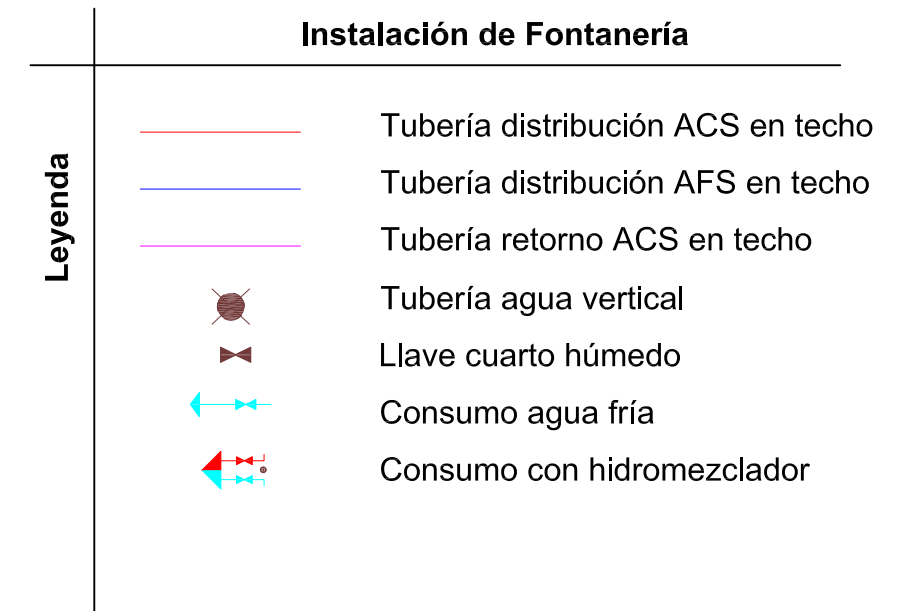 Instalación de Fontanería
Leyenda
Tubería distribución ACS en techo
Tubería distribución AFS en techo
Tubería retorno ACS en techo
Tubería agua vertical
Llave cuarto húmedo
Consumo agua fría
Consumo con hidromezclador